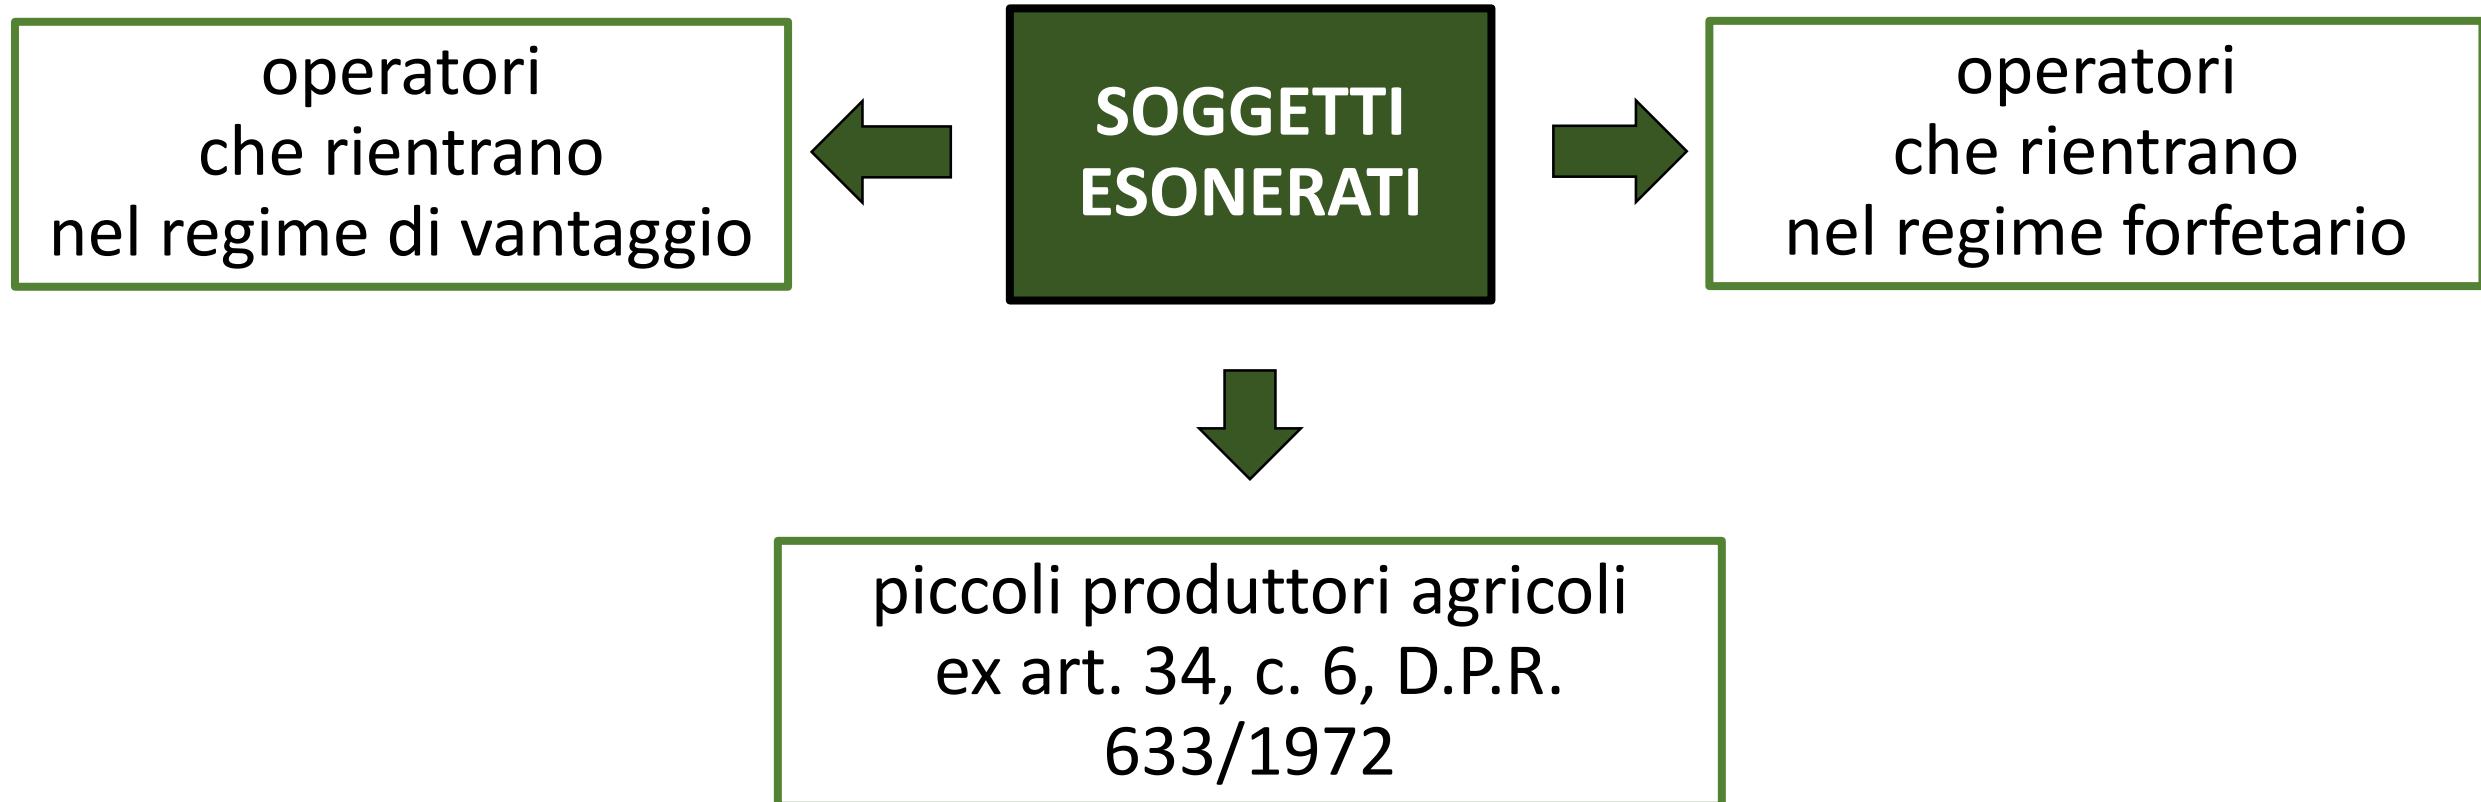 operatori
che rientrano
nel regime di vantaggio
SOGGETTI
ESONERATI
operatori
che rientrano
nel regime forfetario
piccoli produttori agricoli
ex art. 34, c. 6, D.P.R.
633/1972